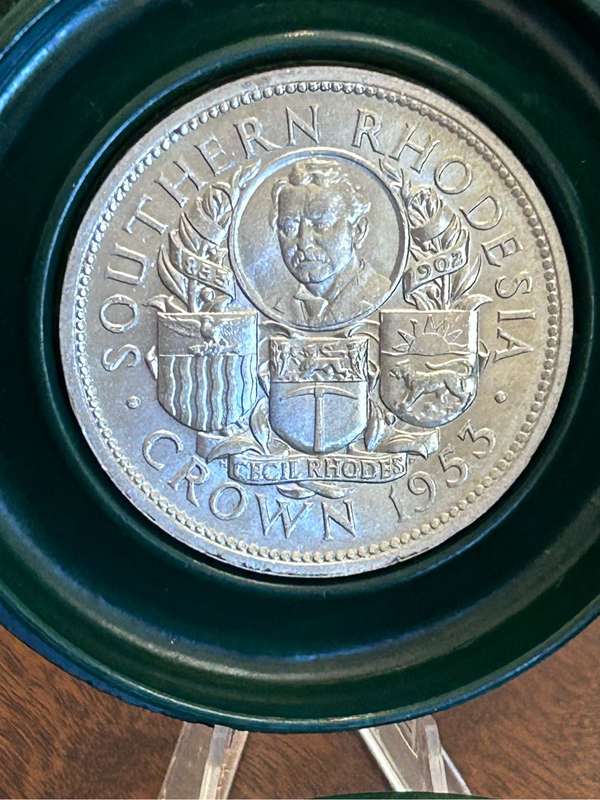 SOUTHERN RHODESIA
1853
1902
CECIL RHODES
· CROWN 1953 ·